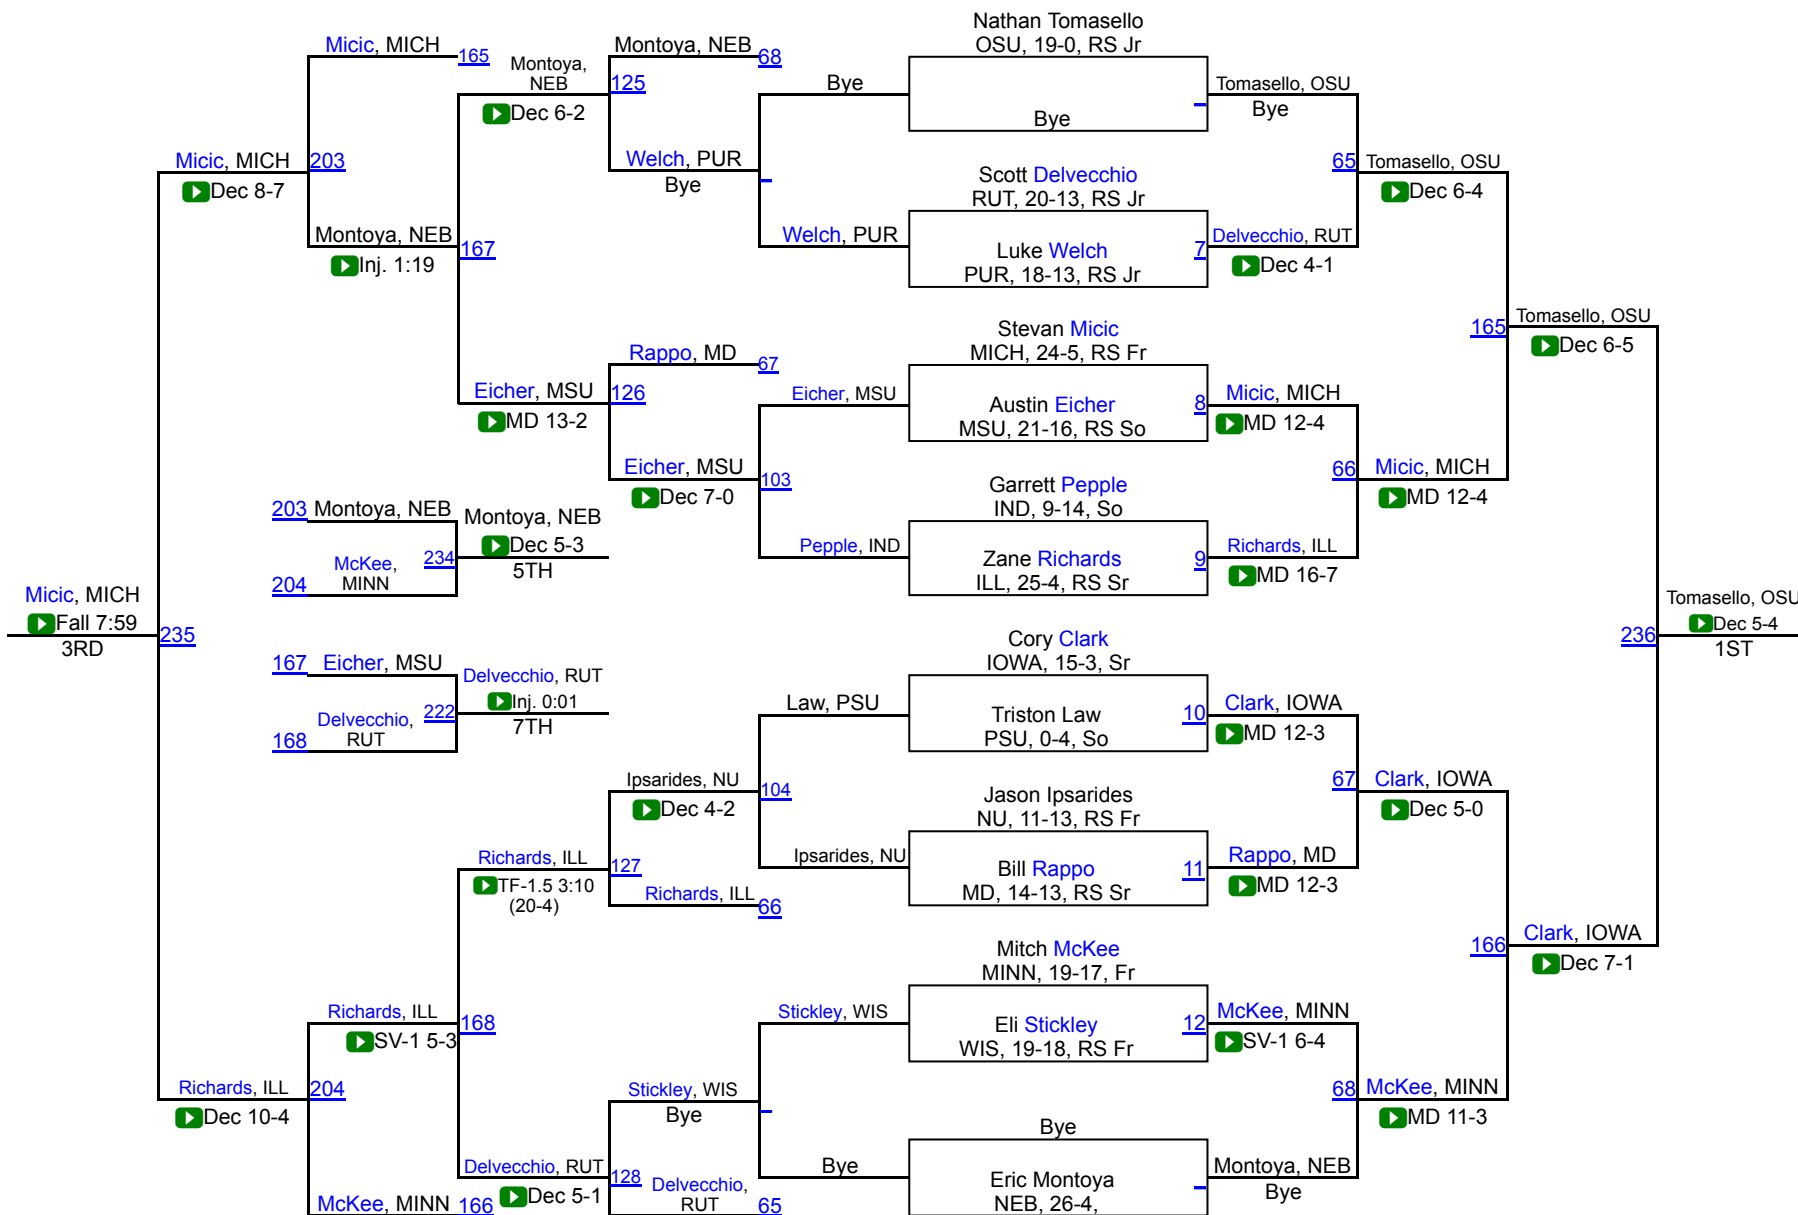 Nathan Tomasello
OSU, 19-0, RS Jr
Micic, MICH 165
Montoya,
NEB
Dec 6-2
Montoya, NEB 68
125
Bye
Bye
Tomasello, OSU
Bye
Micic, MICH
Dec 8-7
203
Welch, PUR
Bye
Scott Delvecchio
RUT, 20-13, RS Jr
65
Tomasello, OSU
Dec 6-4
Montoya, NEB
Inj. 1:19
167
Welch, PUR
Luke Welch
PUR, 18-13, RS Jr
7
Delvecchio, RUT
Dec 4-1
Stevan Micic
MICH, 24-5, RS Fr
165
Tomasello, OSU
Dec 6-5
Rappo, MD 67
Eicher, MSU
MD 13-2
126
Eicher, MSU
Austin Eicher
MSU, 21-16, RS So
8
Micic, MICH
MD 12-4
Eicher, MSU
Dec 7-0
103
Garrett Pepple
IND, 9-14, So
66
Micic, MICH
MD 12-4
203 Montoya, NEB
Montoya, NEB
Dec 5-3
5TH
McKee,
MINN
234
204
Pepple, IND
Zane Richards
ILL, 25-4, RS Sr
9
Richards, ILL
MD 16-7
Micic, MICH
Fall 7:59
3RD
235
Cory Clark
IOWA, 15-3, Sr
236
Tomasello, OSU
Dec 5-4
1ST
167 Eicher, MSU
Delvecchio, RUT
Inj. 0:01
7TH
Delvecchio,
RUT
222
168
Law, PSU
Triston Law
PSU, 0-4, So
10
Clark, IOWA
MD 12-3
Ipsarides, NU
Dec 4-2
104
Jason Ipsarides
NU, 11-13, RS Fr
67
Clark, IOWA
Dec 5-0
Richards, ILL
TF-1.5 3:10
(20-4)
127
Richards, ILL 66
Ipsarides, NU
Bill Rappo
MD, 14-13, RS Sr
11
Rappo, MD
MD 12-3
Mitch McKee
MINN, 19-17, Fr
166
Clark, IOWA
Dec 7-1
Richards, ILL
SV-1 5-3
168
Stickley, WIS
Eli Stickley
WIS, 19-18, RS Fr
12
McKee, MINN
SV-1 6-4
Richards, ILL
Dec 10-4
204
Stickley, WIS
Bye
Bye
68
McKee, MINN
MD 11-3
Delvecchio, RUT
Dec 5-1
128
Delvecchio,
RUT
65
Bye
Eric Montoya
NEB, 26-4,
Montoya, NEB
Bye
McKee, MINN 166